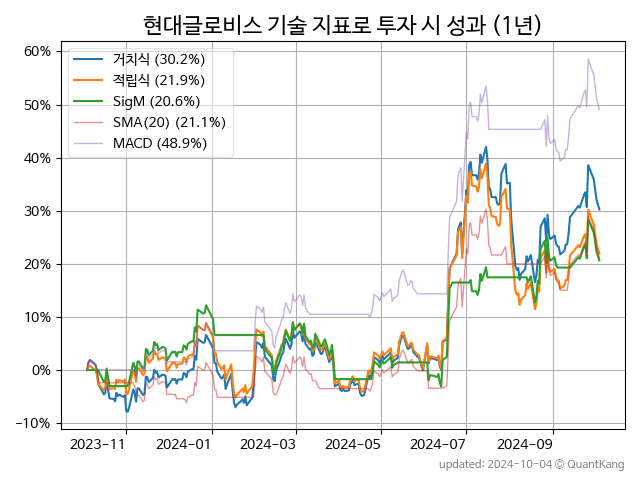 현대글로비스 기술 지표로 투자 시 성과 (1년)
거치식 (30.2%)
적립식 (21.9%)
SigM (20.6%)
SMA(20) (21.1%)
MACD (48.9%)
60%
50%
40%
30%
20%
10%
0%
−10%
2023-11 2024-01 2024-03 2024-05 2024-07 2024-09
updated: 2024-10-04 © QuantKang